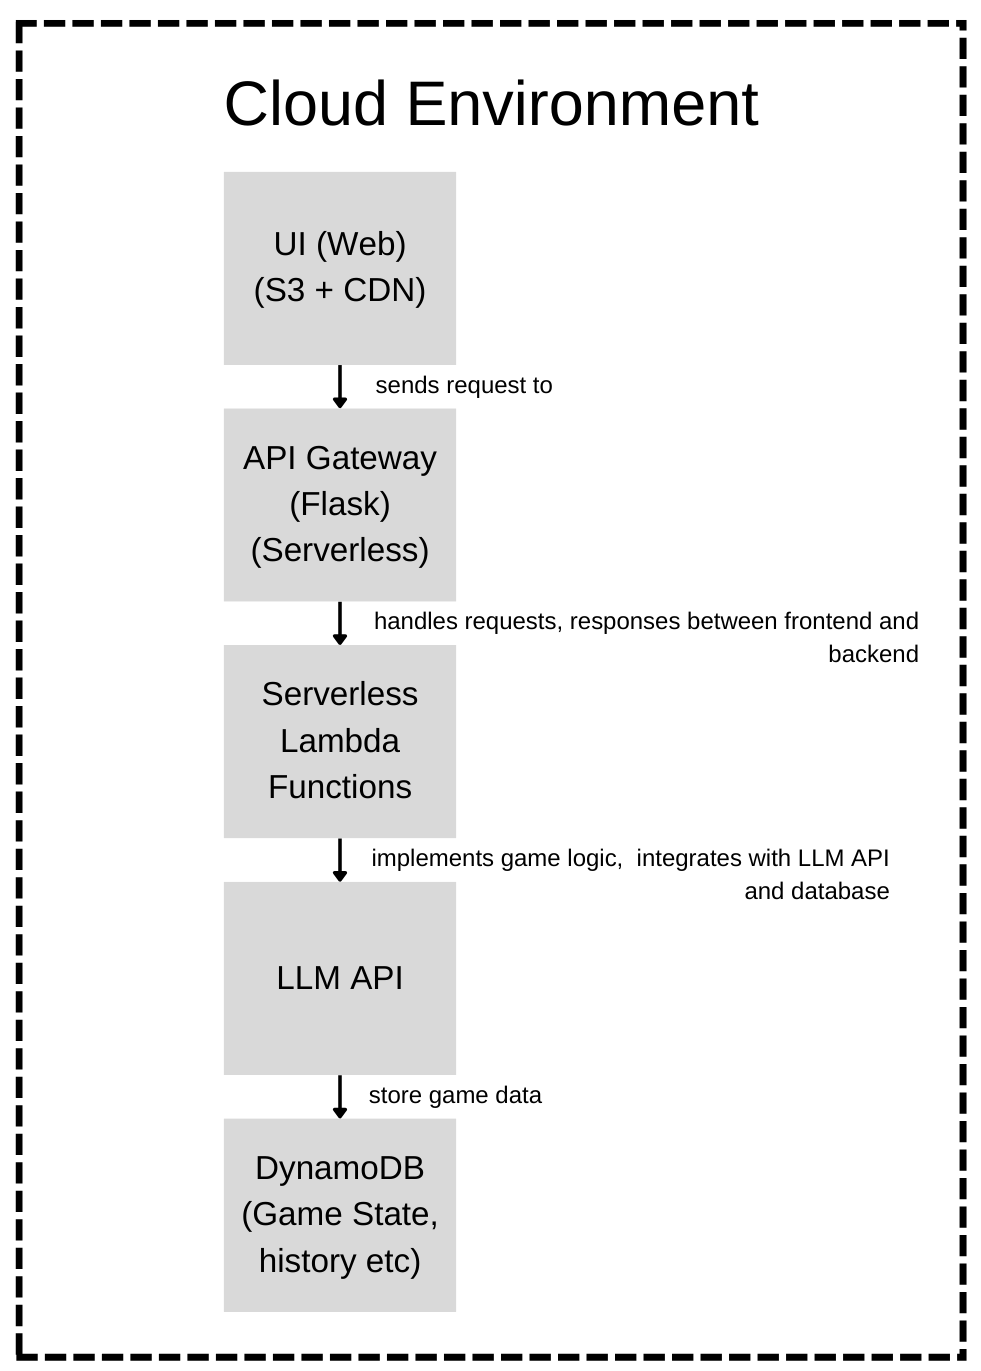 Cloud Environment
UI (Web)
(S3 + CDN)
sends request to
API Gateway
(Flask)
(Serverless)
handles requests, responses between frontend and
backend
Serverless
Lambda
Functions
implements game logic,  integrates with LLM API
and database
LLM API
store game data
DynamoDB
(Game State,
history etc)